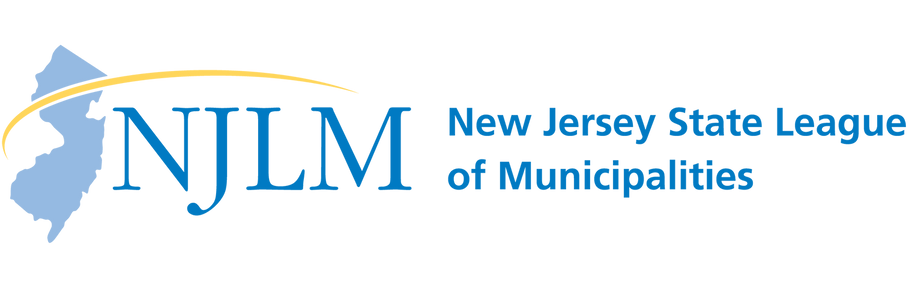 NJLM
New Jersey State League
of Municipalities